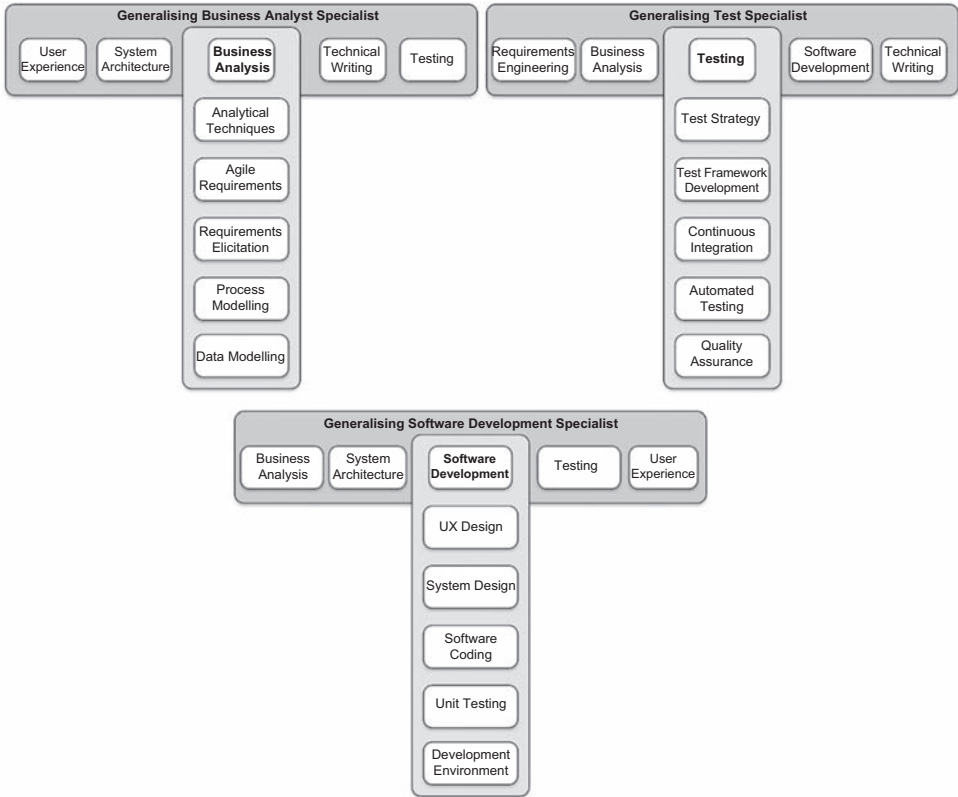 Generalising Business Analyst Specialist
User
Experience
System
Architecture
Business
Analysis
Technical
Writing
Testing
Analytical
Techniques
Agile
Requirements
Requirements
Elicitation
Process
Modelling
Data Modelling
Generalising Test Specialist
Requirements
Engineering
Business
Analysis
Testing
Software
Development
Technical
Writing
Test Strategy
Test Framework
Development
Continuous
Integration
Automated
Testing
Quality
Assurance
Generalising Software Development Specialist
Business
Analysis
System
Architecture
Software
Development
Testing
User
Experience
UX Design
System Design
Software
Coding
Unit Testing
Development
Environment